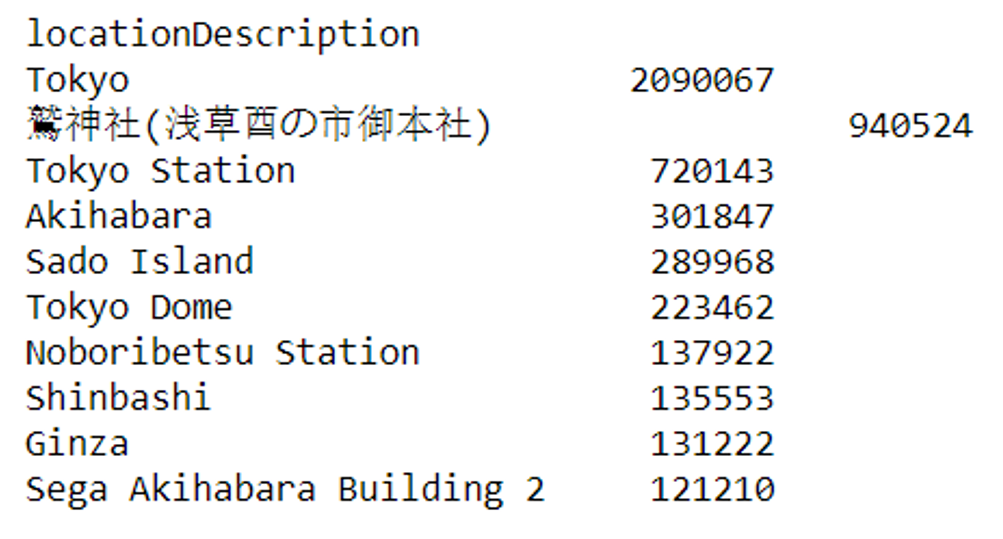 locationDescription
Tokyo 2090067
鷲神社(浅草酉の市御本社) 940524
Tokyo Station 720143
Akihabara 301847
Sado Island 289968
Tokyo Dome 223462
Noboribetsu Station 137922
Shinbashi 135553
Ginza 131222
Sega Akihabara Building 2 121210